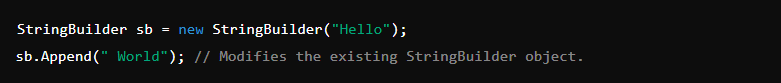 StringBuilder sb = new StringBuilder("Hello");
sb.Append(" World"); // Modifies the existing StringBuilder object.